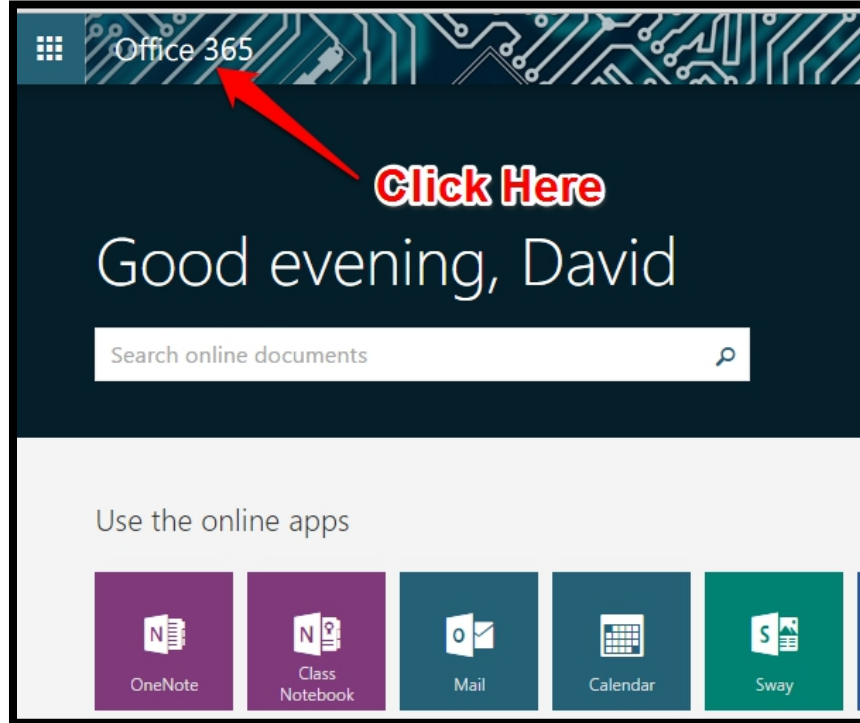 Office 365
Click Here
Good evening, David
Search online documents
Use the online apps
N
N
O
S
OneNote
Class
Notebook
Mail
Calendar
Sway